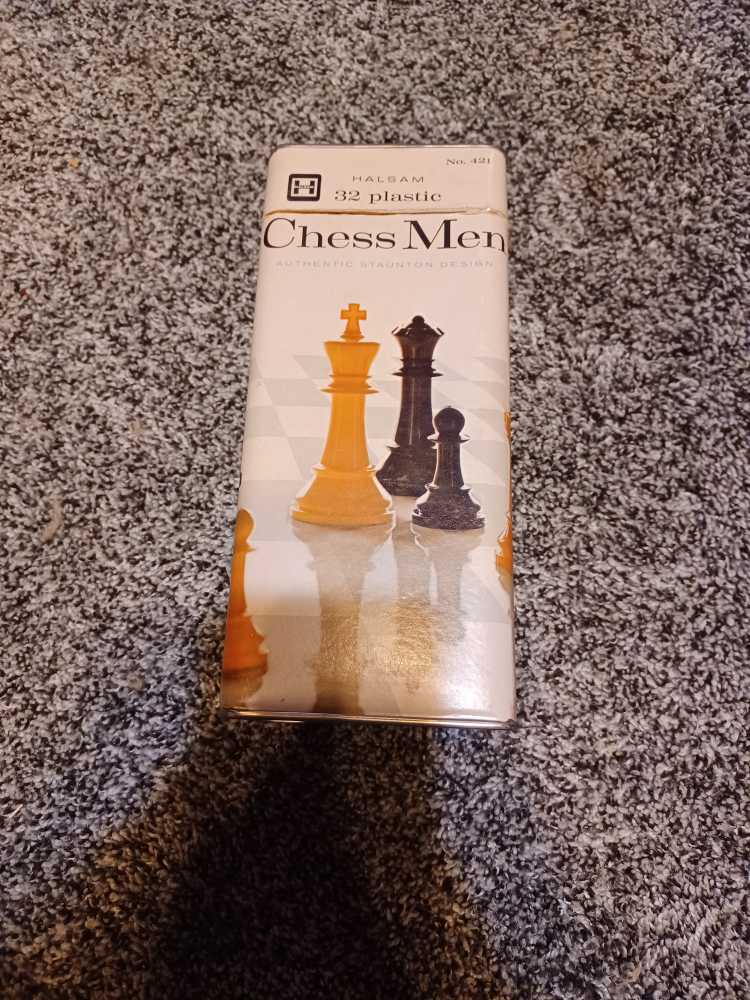 No. 421
HALSAM
32 plastic
Chess Men
AUTHENTIC STAUNTON DESIGN